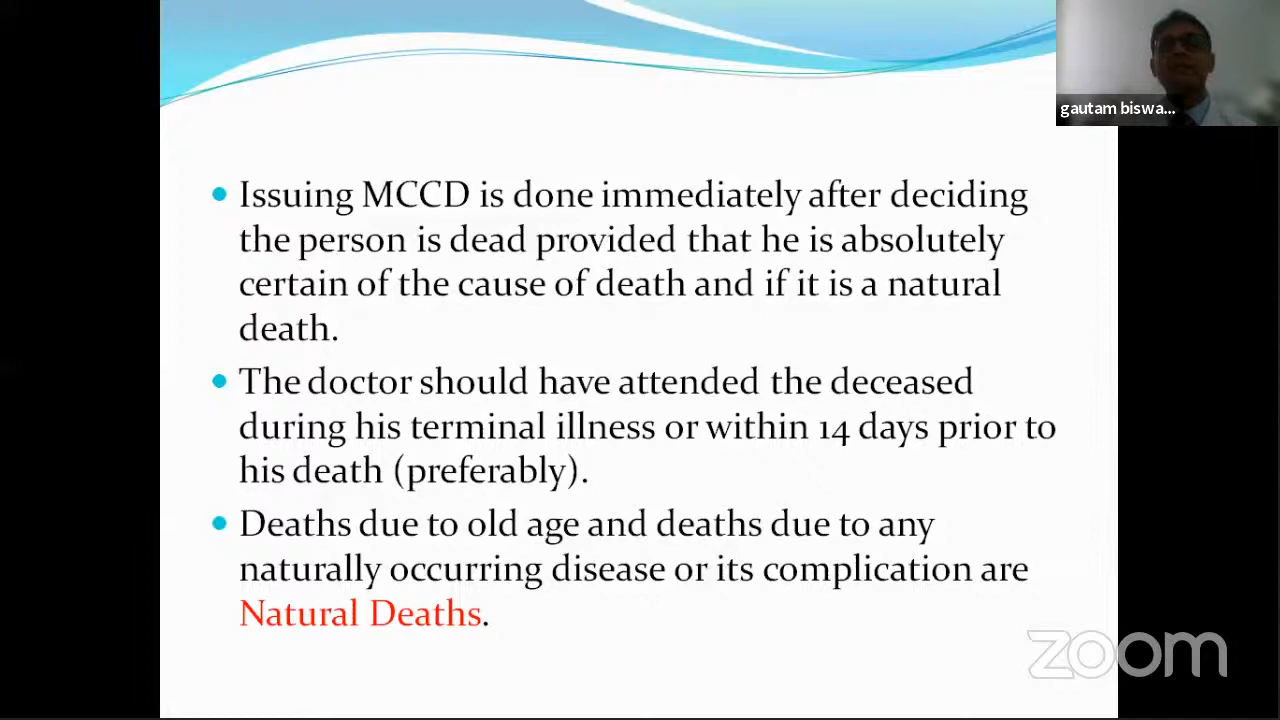 gautam biswa...
• Issuing MCCD is done immediately after deciding
the person is dead provided that he is absolutely
certain of the cause of death and if it is a natural
death.
• The doctor should have attended the deceased
during his terminal illness or within 14 days prior to
his death (preferably).
• Deaths due to old age and deaths due to any
naturally occurring disease or its complication are
Natural Deaths.
zoom